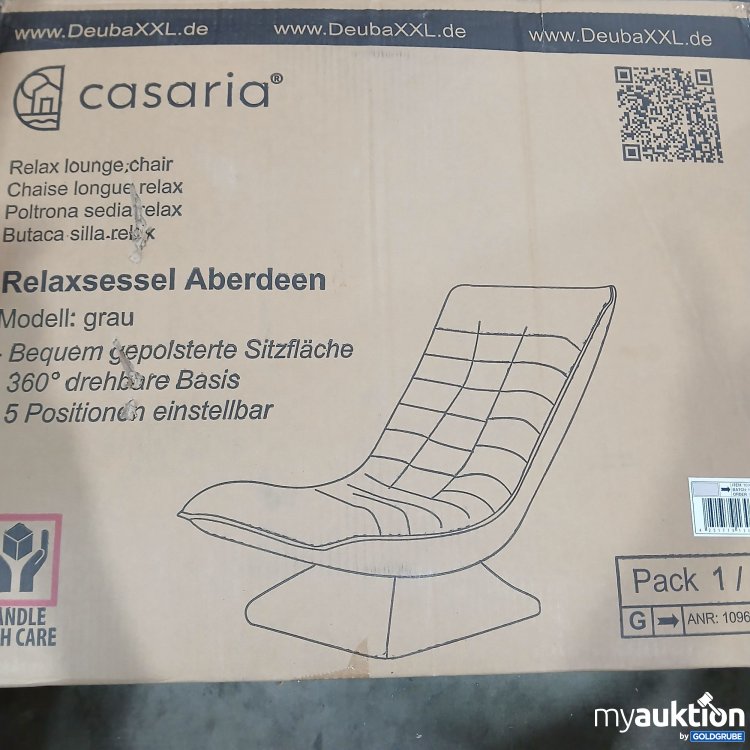 www.DeubaXXL.de www.DeubaXXL.de www.DeubaXXL.de
casaria®
Relax lounge chair
Chaise longue relax
Poltrona sedia relax
Butaca silla relax
Relaxsessel Aberdeen
Modell: grau
- Bequem gepolsterte Sitzfläche
360° drehbare Basis
5 Positionen einstellbar
ANDLE
H CARE
Pack 1 /
G ANR: 1096
myauktion
by GOLDGRUBE